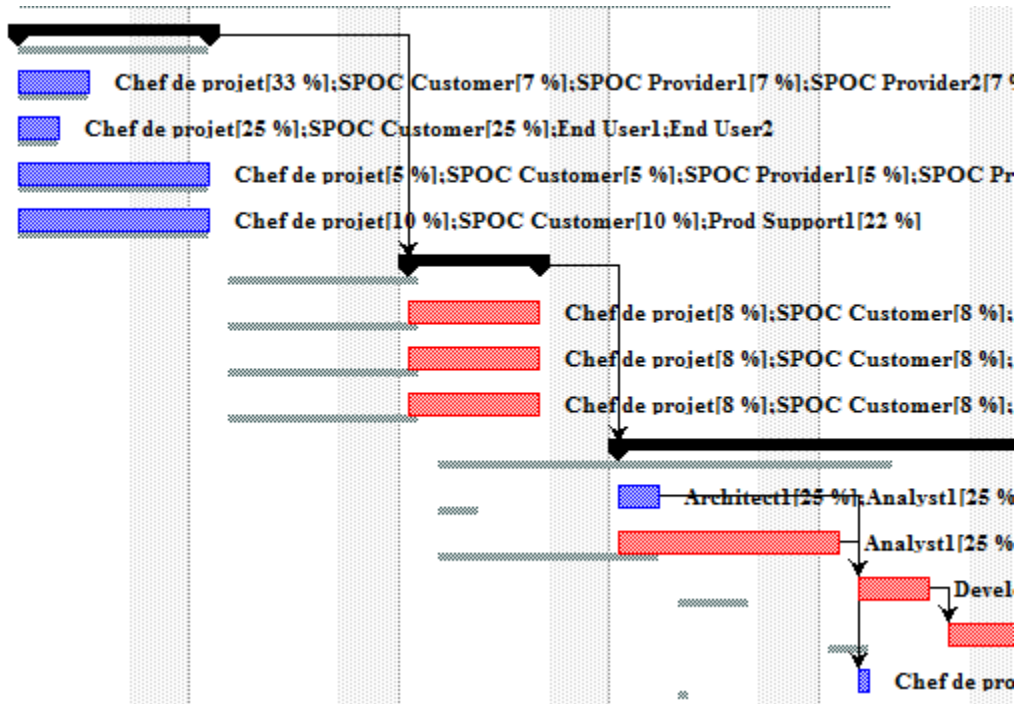 Chef de projet[33 %];SPOC Customer[7 %];SPOC Provider1[7 %];SPOC Provider2[7 %
Chef de projet[25 %];SPOC Customer[25 %];End User1;End User2
Chef de projet[5 %];SPOC Customer[5 %];SPOC Provider1[5 %];SPOC Pr
Chef de projet[10 %];SPOC Customer[10 %];Prod Support1[22 %]
Chef de projet[8 %];SPOC Customer[8 %];
Chef de projet[8 %];SPOC Customer[8 %];
Chef de projet[8 %];SPOC Customer[8 %];
Architect1[25 %];Analyst1[25 %
Analyst1[25 %
Develo
Chef de pro